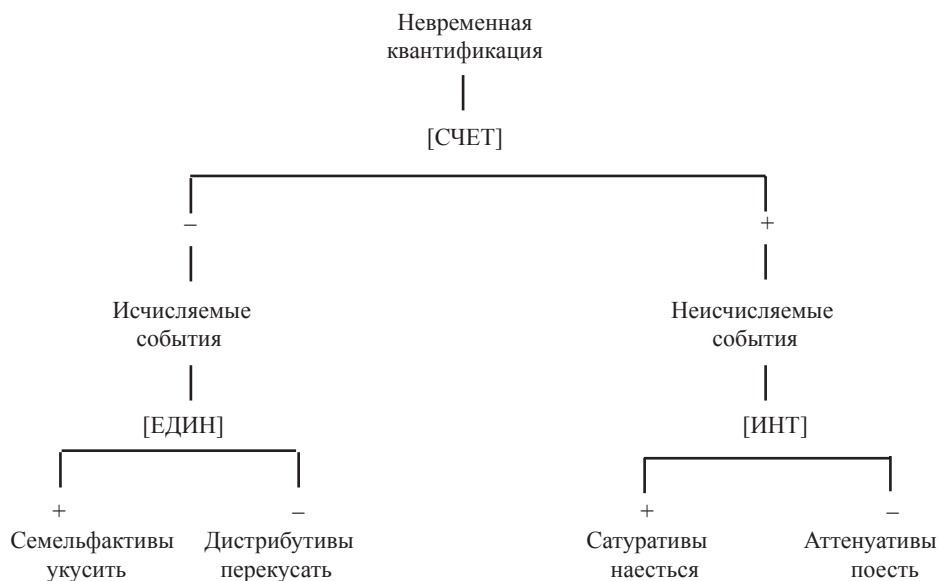 Невременная
квантификация
[СЧЕТ]
– +
Исчисляемые
события
Неисчисляемые
события
[ЕДИН] [ИНТ]
+ – + –
Семельфактивы
укусить
Дистрибутивы
перекусать
Сатуративы
наесться
Аттенуативы
поесть